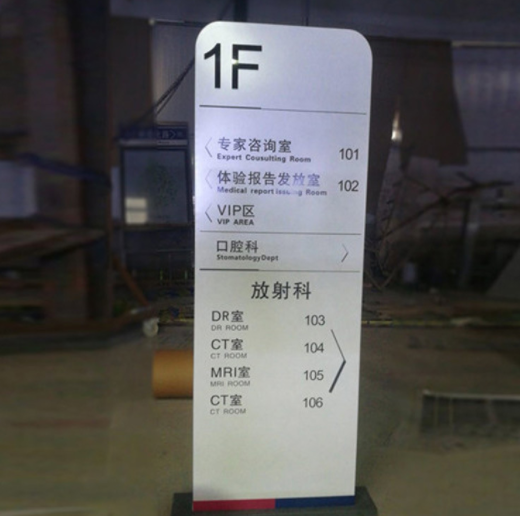 1F
专家咨询室
Expert Cousulting Room 101
体验报告发放室
Medical report issuing Room 102
VIP区
VIP AREA
口腔科
StomatologyDept
放射科
DR室 103
DR ROOM
CT室 104
CT ROOM
MRI室 105
MRI ROOM
CT室 106
CT ROOM